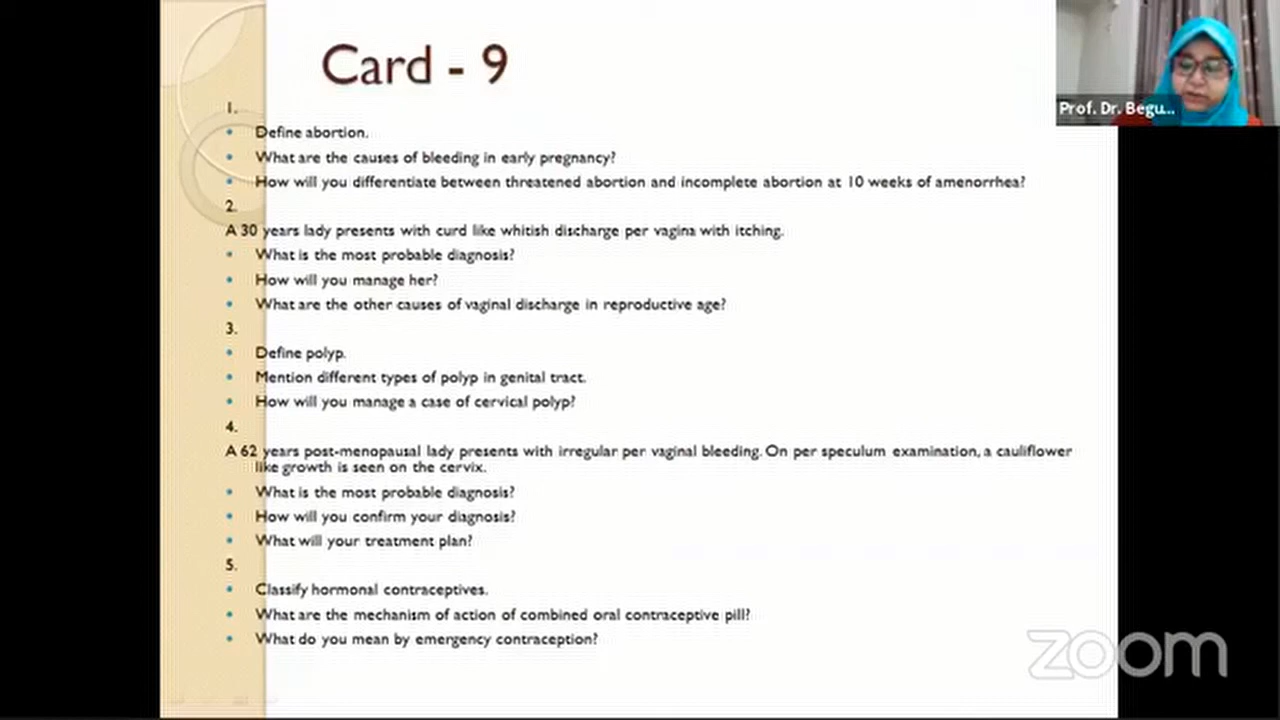 Card - 9
Prof. Dr. Begu...
1.
• Define abortion.
• What are the causes of bleeding in early pregnancy?
• How will you differentiate between threatened abortion and incomplete abortion at 10 weeks of amenorrhea?
2.
A 30 years lady presents with curd like whitish discharge per vagina with itching.
• What is the most probable diagnosis?
• How will you manage her?
• What are the other causes of vaginal discharge in reproductive age?
3.
• Define polyp.
• Mention different types of polyp in genital tract.
• How will you manage a case of cervical polyp?
4.
A 62 years post-menopausal lady presents with irregular per vaginal bleeding. On per speculum examination, a cauliflower
like growth is seen on the cervix.
• What is the most probable diagnosis?
• How will you confirm your diagnosis?
• What will your treatment plan?
5.
• Classify hormonal contraceptives.
• What are the mechanism of action of combined oral contraceptive pill?
• What do you mean by emergency contraception?
zoom